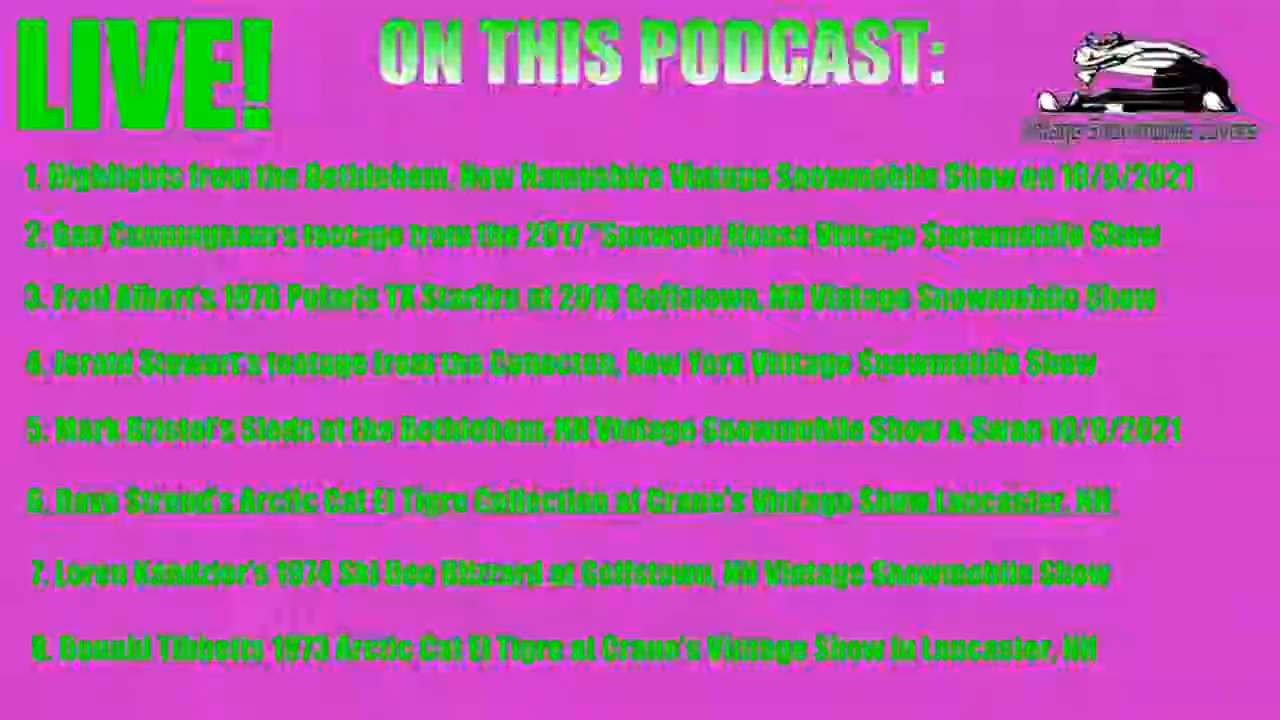 LIVE!
ON THIS PODCAST:
Vintage Snowmobile Lovers
1. Highlights from the Bethlehem, New Hampshire Vintage Snowmobile Show on 10/9/2021
2. Dan Cunningham's footage from the 2017 House Vintage Snowmobile Show
3. Fred Polaris TX Starfire at Goffstown, NH Vintage Snowmobile Show
4. Jerald Stewart's footage from the New York Vintage Snowmobile Show
5. Mark Bristol's Sleds at the Bethlehem, NH Vintage Snowmobile Show & Swap 10/9/2021
6. Dave Strand's Arctic Cat El Tigre Collection at Crane's Vintage Show Lancaster, NH
7. Loren 1974 Ski Doo Blizzard at Goffstown, NH Vintage Snowmobile Show
8. Donald Tibbetts 1973 Arctic Cat El Tigre at Crane's Vintage Show in Lancaster, NH